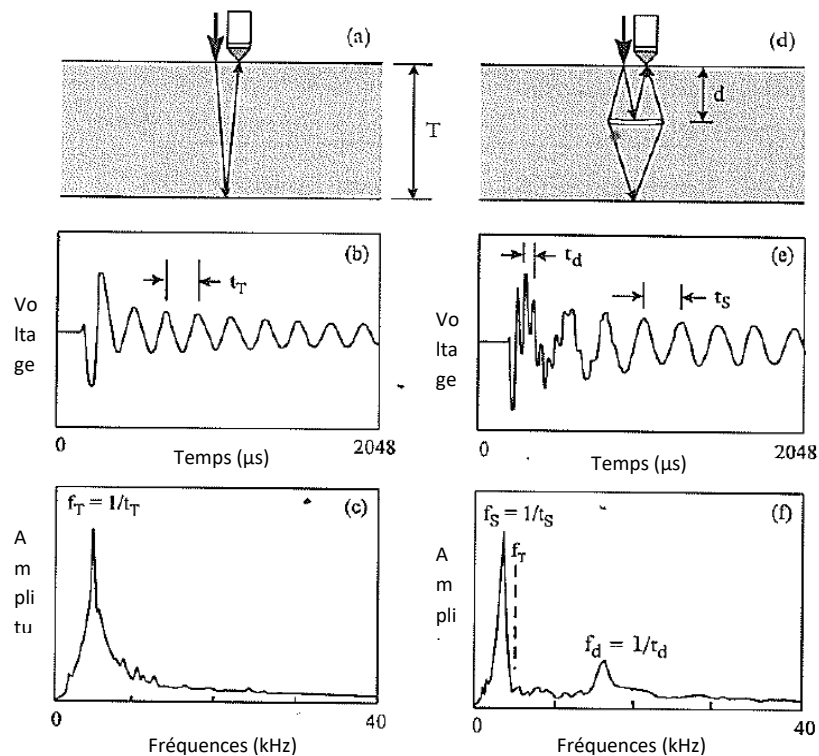 (a)
T
(b)
t_T
Vo
lta
ge
0
2048
Temps (µs)
f_T = 1/t_T
(c)
A
m
pli
tu
0
40
Fréquences (kHz)
(d)
d
(e)
t_d
t_S
Vo
lta
ge
0
2048
Temps (µs)
f_S = 1/t_S
(f)
f_T
f_d = 1/t_d
A
m
pli
0
40
Fréquences (kHz)